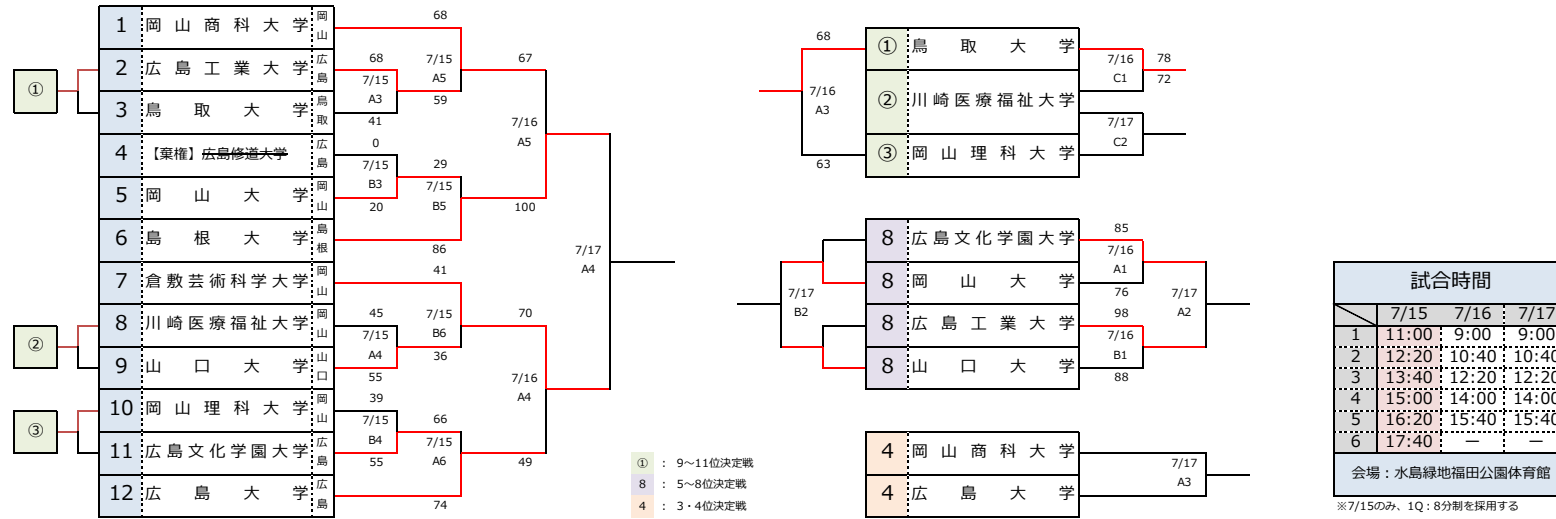 1 岡山商科大学 岡山
2 広島工業大学 広島
3 鳥取大学 鳥取
4 【棄権】広島修道大学 広島
5 岡山大学 岡山
6 島根大学 島根
7 倉敷芸術科学大学 岡山
8 川崎医療福祉大学 岡山
9 山口大学 山口
10 岡山理科大学 岡山
11 広島文化学園大学 広島
12 広島大学 広島
①
②
③
68
68
7/15
A3
41
0
7/15
B3
20
45
7/15
A4
55
39
7/15
B4
55
7/15
A5
59
29
7/15
B5
86
41
7/15
B6
36
66
7/15
A6
74
67
7/16
A5
100
70
7/16
A4
49
7/17
A4
① : 9~11位決定戦
8 : 5~8位決定戦
4 : 3・4位決定戦
68
7/16
A3
63
① 鳥取大学
② 川崎医療福祉大学
③ 岡山理科大学
7/16
C1
78
72
7/17
C2
7/17
B2
8 広島文化学園大学
8 岡山大学
8 広島工業大学
8 山口大学
85
7/16
A1
76
98
7/16
B1
88
7/17
A2
4 岡山商科大学
4 広島大学
7/17
A3
試合時間
7/15 7/16 7/17
1 11:00 9:00 9:00
2 12:20 10:40 10:40
3 13:40 12:20 12:20
4 15:00 14:00 14:00
5 16:20 15:40 15:40
6 17:40 － －
会場:水島緑地福田公園体育館
※7/15のみ、1Q:8分制を採用する